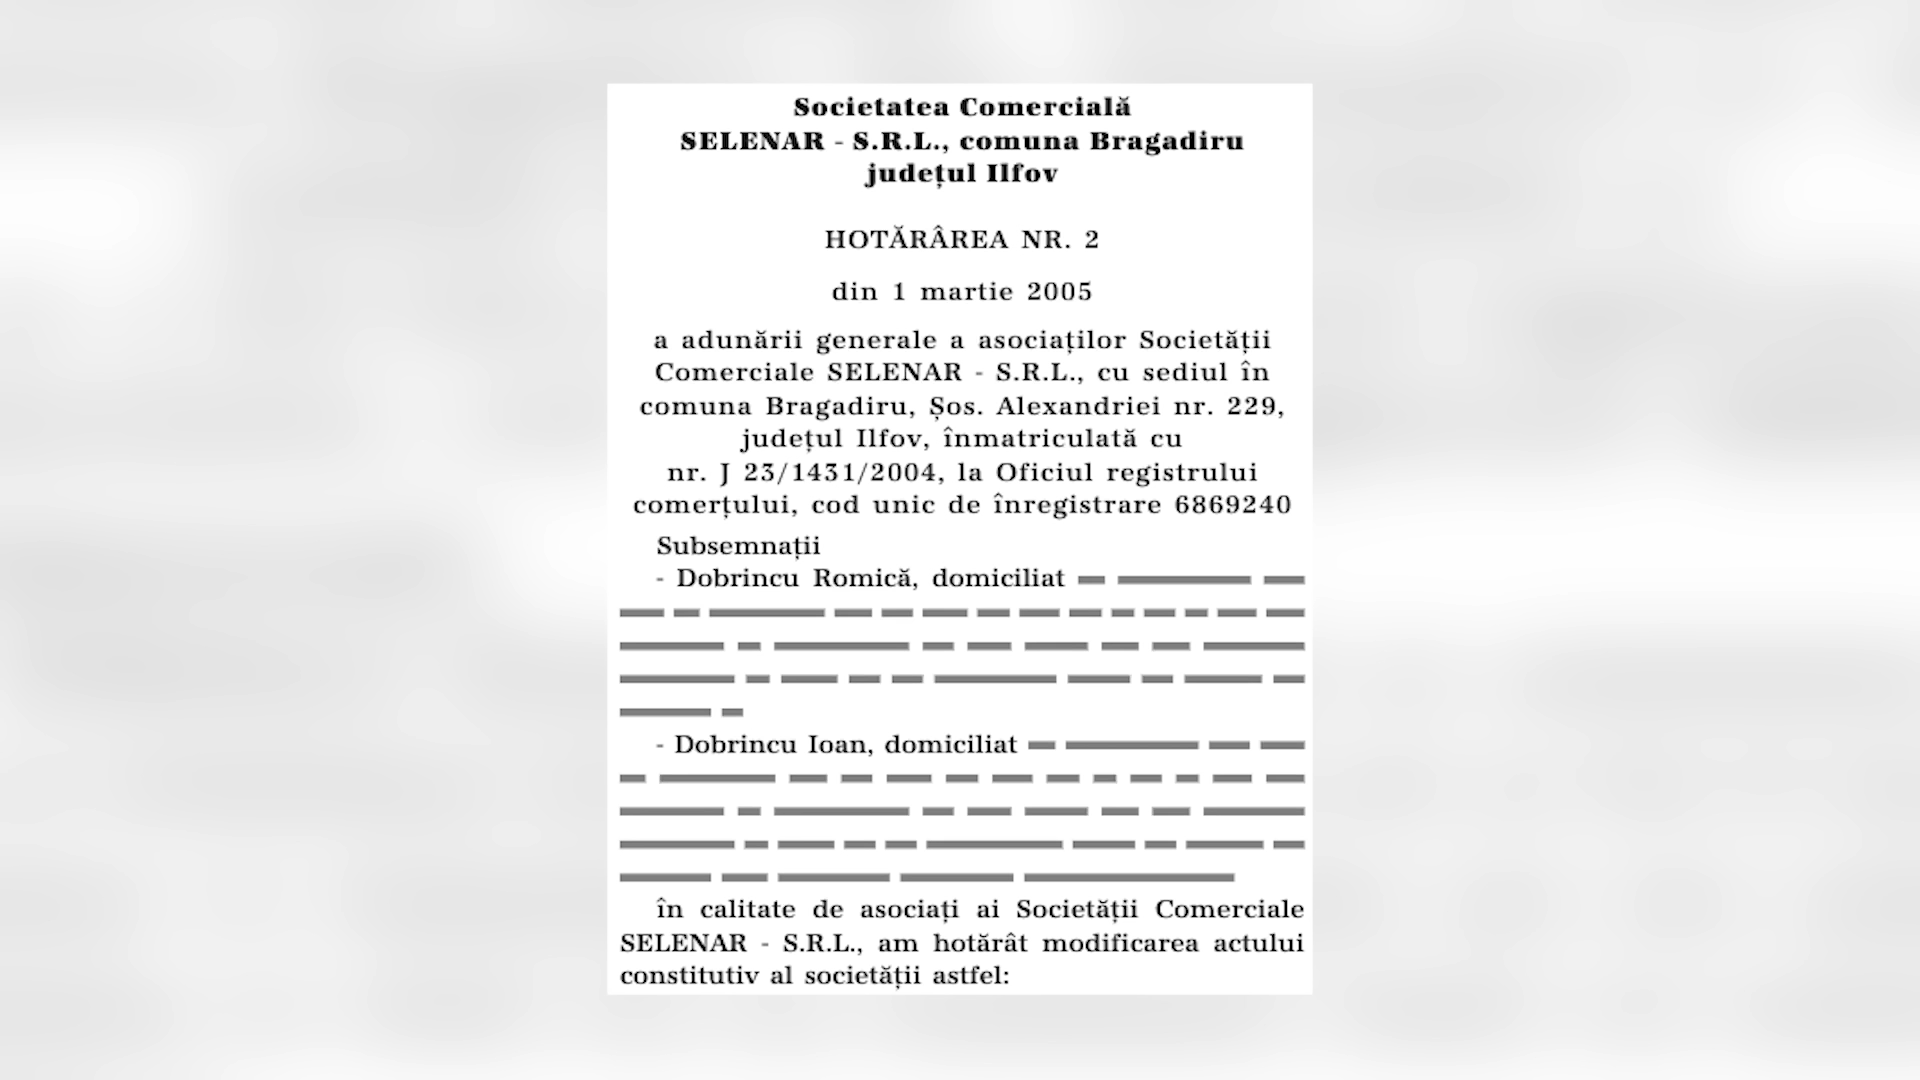 Societatea Comercială
SELENAR - S.R.L., comuna Bragadiru
județul Ilfov
HOTĂRÂREA NR. 2
din 1 martie 2005
a adunării generale a asociaților Societății
Comerciale SELENAR - S.R.L., cu sediul în
comuna Bragadiru, Șos. Alexandriei nr. 229,
județul Ilfov, înmatriculată cu
nr. J 23/1431/2004, la Oficiul registrului
comerțului, cod unic de înregistrare 6869240
Subsemnații
- Dobrincu Romică, domiciliat
- Dobrincu Ioan, domiciliat
în calitate de asociați ai Societății Comerciale
SELENAR - S.R.L., am hotărât modificarea actului
constitutiv al societății astfel: